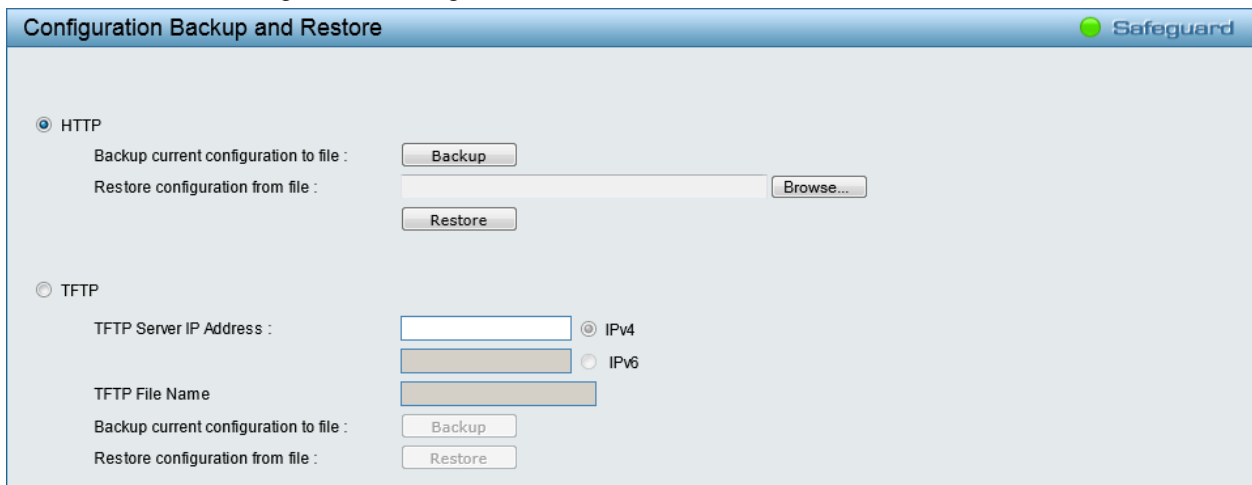 Configuration Backup and Restore Safeguard
HTTP
Backup current configuration to file : Backup
Restore configuration from file : Browse...
Restore
TFTP
TFTP Server IP Address : IPv4
IPv6
TFTP File Name
Backup current configuration to file : Backup
Restore configuration from file : Restore